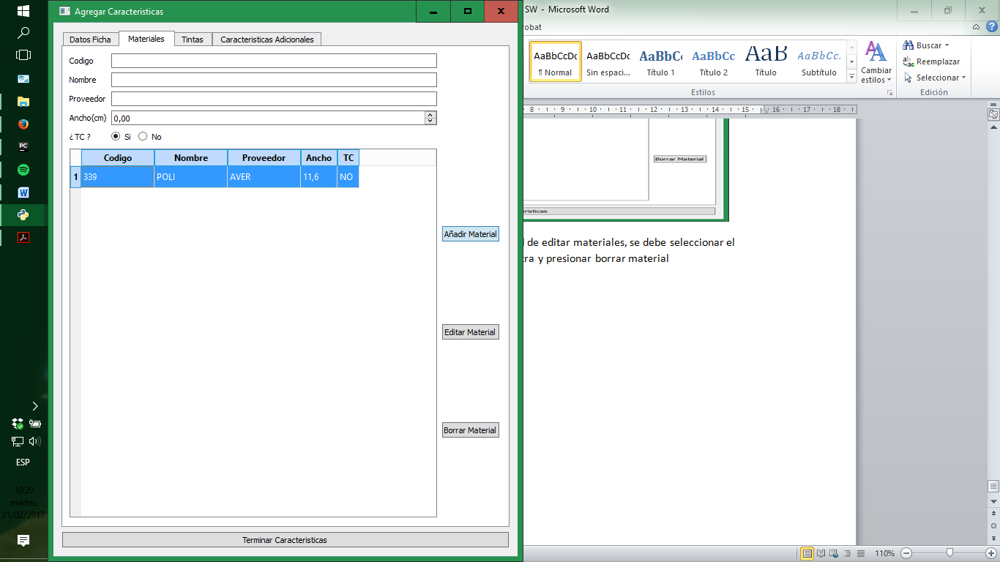 Agregar Caracteristicas
Datos Ficha Materiales Tintas Caracteristicas Adicionales
Codigo
Nombre
Proveedor
Ancho(cm) 0,00
¿ TC ? Si No
Codigo Nombre Proveedor Ancho TC
1 339 POLI AVER 11,6 NO
Añadir Material
Editar Material
Borrar Material
Terminar Caracteristicas
PC
W
ESP
10:20
martes
21/02/2017
SW - Microsoft Word
robat
AaBbCcDc AaBbCcDc AaBbCc AaBbCc AaB AaBbCc.
¶ Normal Sin espaci... Título 1 Título 2 Título Subtítulo
Cambiar
estilos
Estilos
Buscar
Reemplazar
Seleccionar
Edición
8 9 10 11 12 13 14 15 16 17 18
Borrar Material
erísticas
l de editar materiales, se debe seleccionar el
tra y presionar borrar material
110%